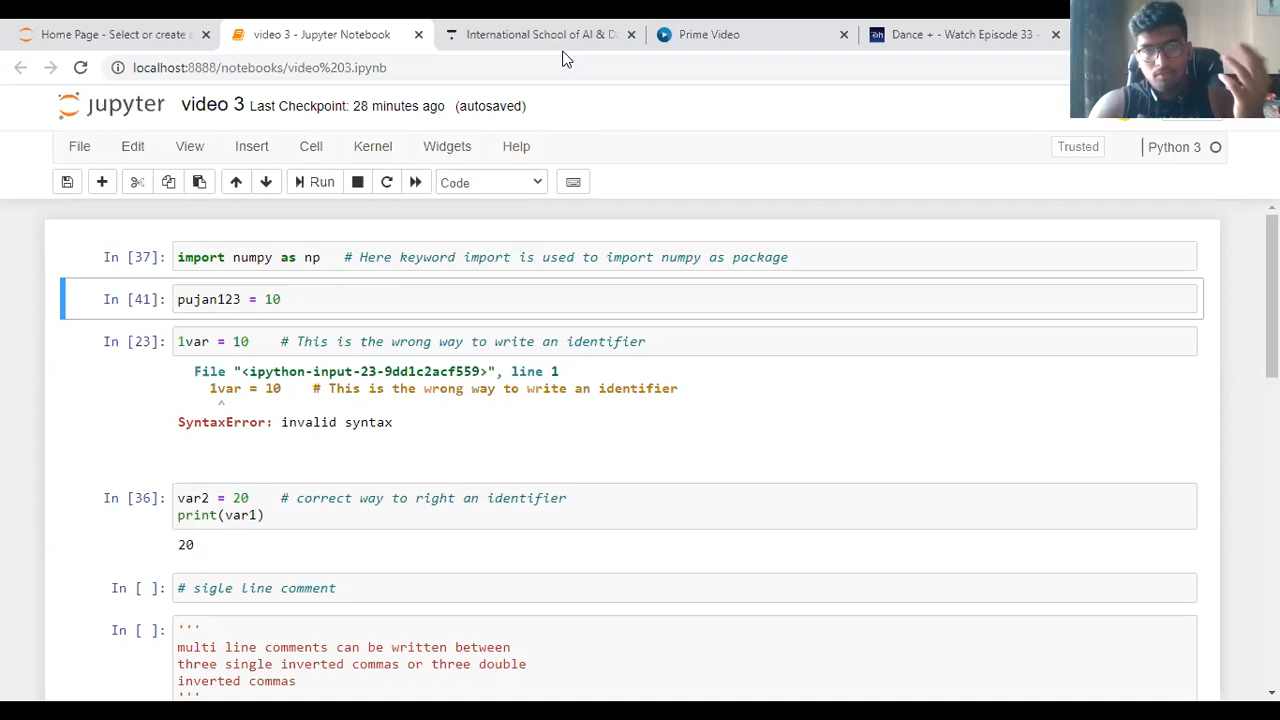 Home Page - Select or create
video 3 - Jupyter Notebook
International School of AI & D
Prime Video
Dance + - Watch Episode 33 -
localhost:8888/notebooks/video%203.ipynb
jupyter video 3 Last Checkpoint: 28 minutes ago (autosaved)
File Edit View Insert Cell Kernel Widgets Help Trusted Python 3
Run Code
In [37]: import numpy as np # Here keyword import is used to import numpy as package
In [41]: pujan123 = 10
In [23]: 1var = 10 # This is the wrong way to write an identifier
File "<ipython-input-23-9dd1c2acf559>", line 1
1var = 10 # This is the wrong way to write an identifier
^
SyntaxError: invalid syntax
In [36]: var2 = 20 # correct way to right an identifier
print(var1)
20
In [ ]: # sigle line comment
In [ ]: '''
multi line comments can be written between
three single inverted commas or three double
inverted commas
'''